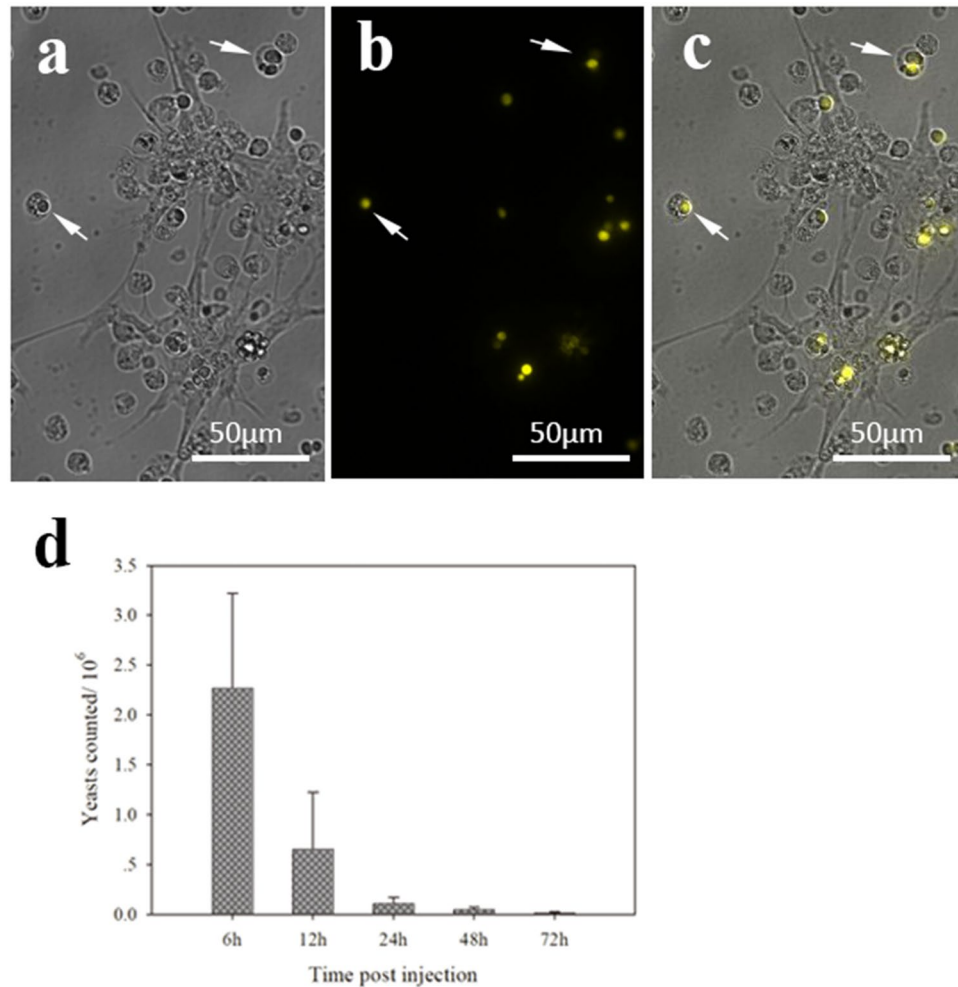 a
b
c
50μm
50μm
50μm
d
3.5
3.0
2.5
2.0
1.5
1.0
.5
0.0
Yeasts counted/ 10⁶
6h
12h
24h
48h
72h
Time post injection